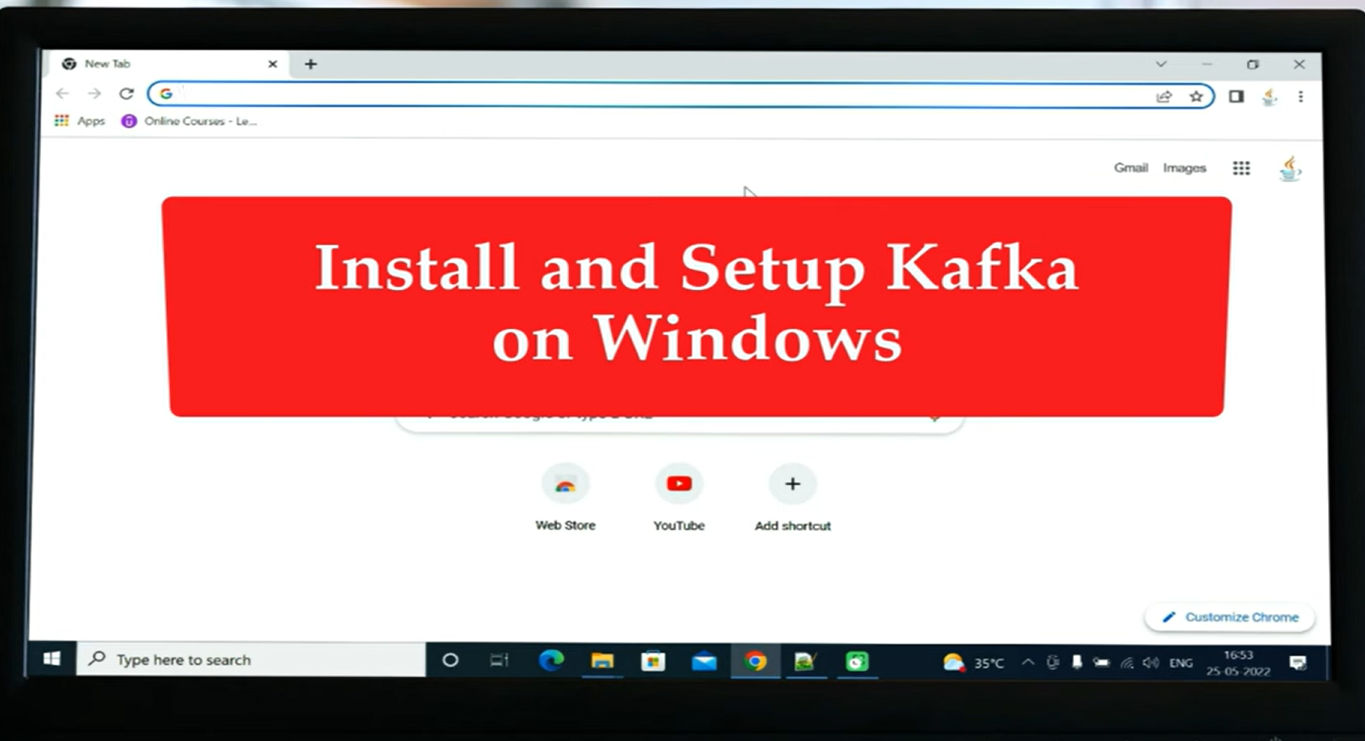 New Tab
Apps
Online Courses - Le...
Gmail Images
Install and Setup Kafka
on Windows
Web Store
YouTube
Add shortcut
Customize Chrome
Type here to search
35°C
ENG
16:53
25-05-2022